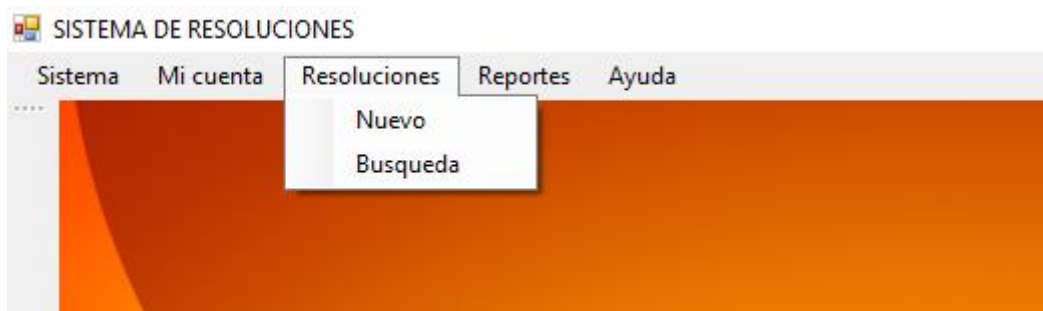 SISTEMA DE RESOLUCIONES
Sistema Mi cuenta Resoluciones Reportes Ayuda
Nuevo
Busqueda